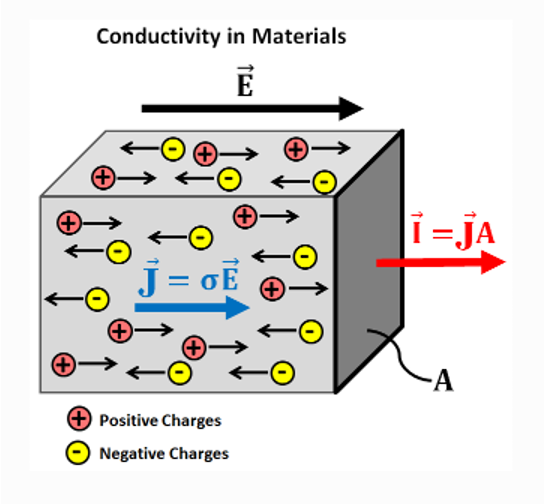 Conductivity in Materials
E⃗
I⃗ = J⃗A
J⃗ = σE⃗
A
Positive Charges
Negative Charges